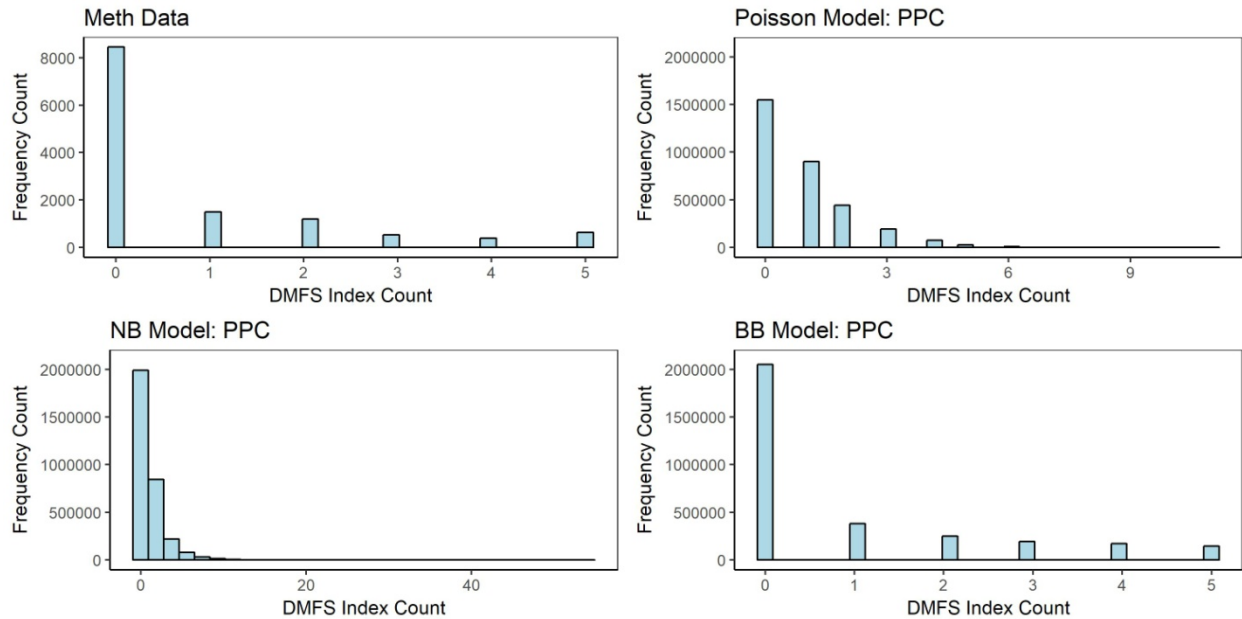 Meth Data
Frequency Count
8000
6000
4000
2000
0
0 1 2 3 4 5
DMFS Index Count
Poisson Model: PPC
Frequency Count
2000000
1500000
1000000
500000
0
0 3 6 9
DMFS Index Count
NB Model: PPC
Frequency Count
2000000
1500000
1000000
500000
0
0 20 40
DMFS Index Count
BB Model: PPC
Frequency Count
2000000
1500000
1000000
500000
0
0 1 2 3 4 5
DMFS Index Count